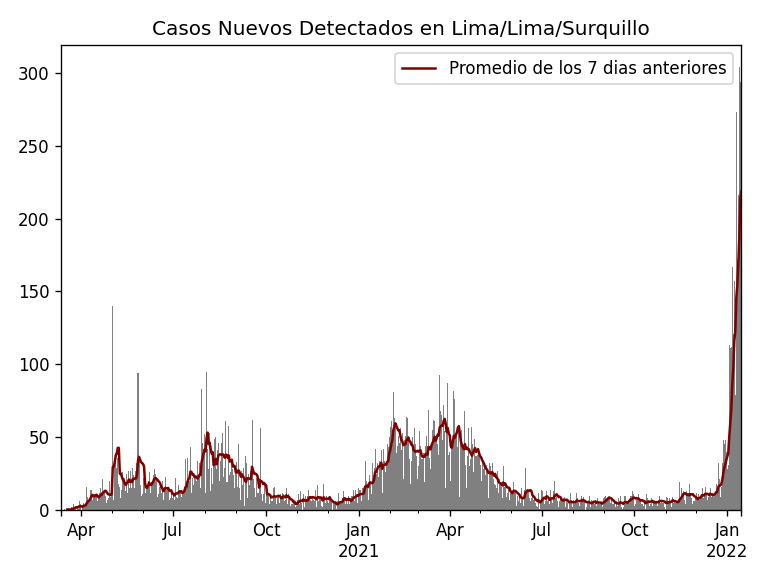 Casos Nuevos Detectados en Lima/Lima/Surquillo
Promedio de los 7 dias anteriores
300
250
200
150
100
50
0
Apr Jul Oct Jan Apr Jul Oct Jan
2021 2022